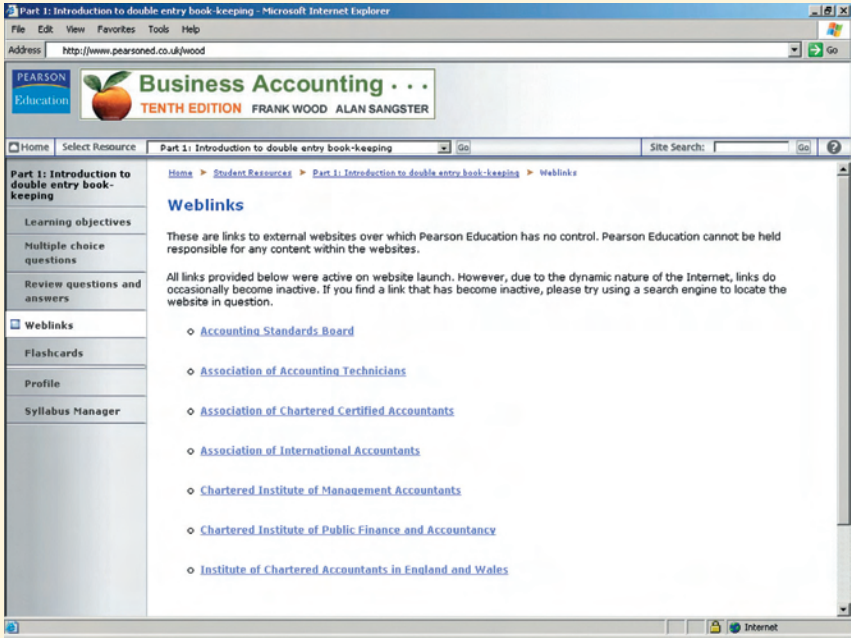 Part 1: Introduction to double entry book-keeping - Microsoft Internet Explorer
File Edit View Favorites Tools Help
Address http://www.pearsoned.co.uk/wood Go
PEARSON
Education
Business Accounting . . .
TENTH EDITION FRANK WOOD ALAN SANGSTER
Home Select Resource Part 1: Introduction to double entry book-keeping Go Site Search: Go ?
Part 1: Introduction to
double entry book-
keeping
Learning objectives
Multiple choice
questions
Review questions and
answers
Weblinks
Flashcards
Profile
Syllabus Manager
Home Student Resources Part 1: Introduction to double entry book-keeping Weblinks
Weblinks
These are links to external websites over which Pearson Education has no control. Pearson Education cannot be held
responsible for any content within the websites.
All links provided below were active on website launch. However, due to the dynamic nature of the Internet, links do
occasionally become inactive. If you find a link that has become inactive, please try using a search engine to locate the
website in question.
Accounting Standards Board
Association of Accounting Technicians
Association of Chartered Certified Accountants
Association of International Accountants
Chartered Institute of Management Accountants
Chartered Institute of Public Finance and Accountancy
Institute of Chartered Accountants in England and Wales
Internet